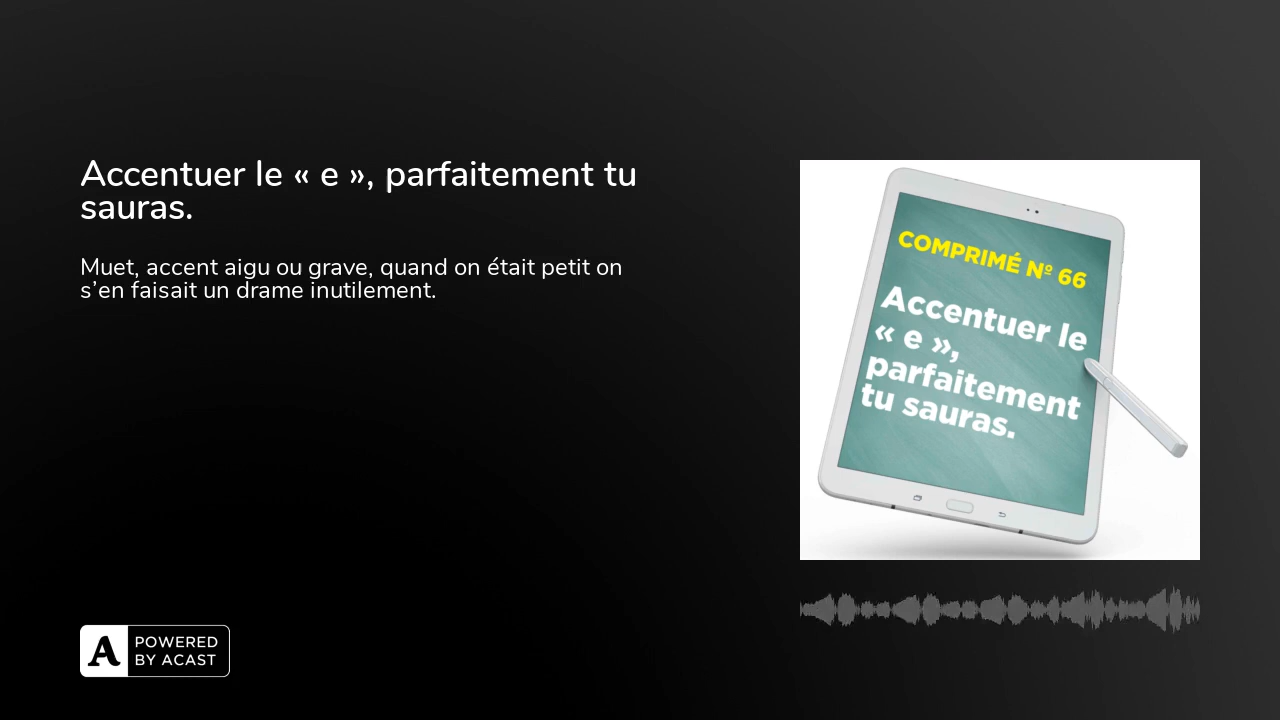 Accentuer le « e », parfaitement tu
sauras.
Muet, accent aigu ou grave, quand on était petit on
s’en faisait un drame inutilement.
COMPRIMÉ Nº 66
Accentuer le
« e »,
parfaitement
tu sauras.
A POWERED
BY ACAST